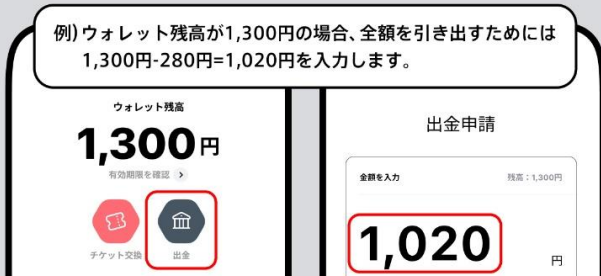 例)ウォレット残高が1,300円の場合、全額を引き出すためには
1,300円-280円=1,020円を入力します。
ウォレット残高
1,300円
有効期限を確認 >
チケット交換
出金
出金申請
金額を入力
残高：1,300円
1,020
円